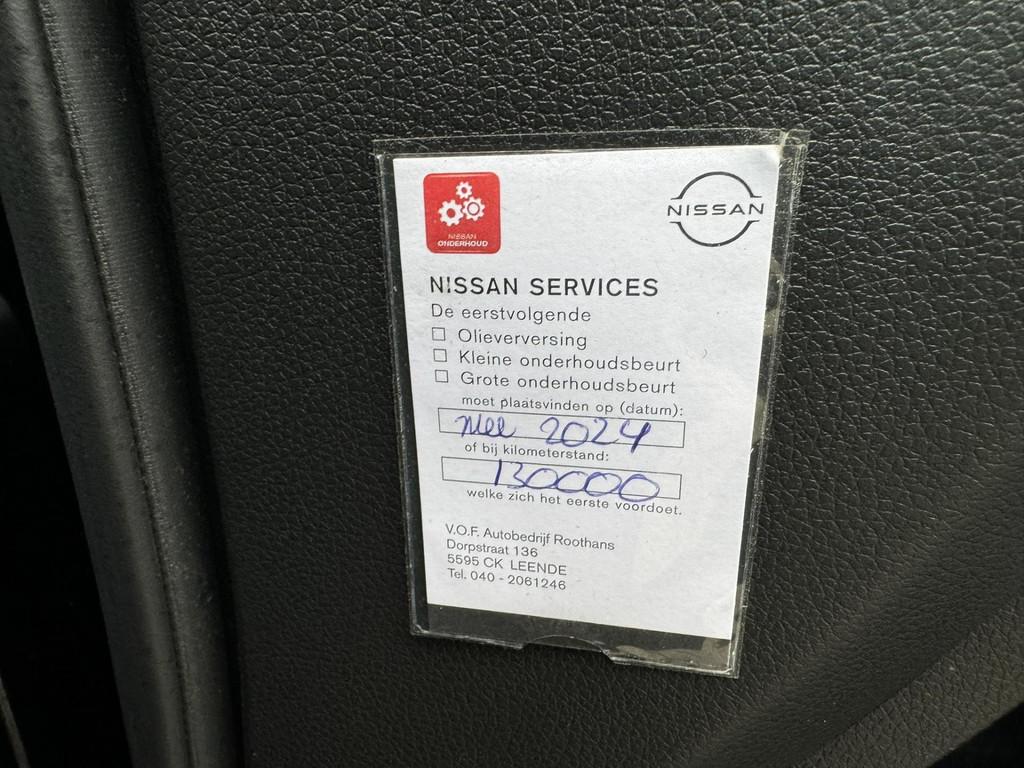 NISSAN
ONDERHOUD
NISSAN
NISSAN SERVICES
De eerstvolgende
☐ Olieverversing
☐ Kleine onderhoudsbeurt
☐ Grote onderhoudsbeurt
moet plaatsvinden op (datum):
Mei 2024
of bij kilometerstand:
130000
welke zich het eerste voordoet.
V.O.F. Autobedrijf Roothans
Dorpstraat 136
5595 CK LEENDE
Tel. 040 - 2061246